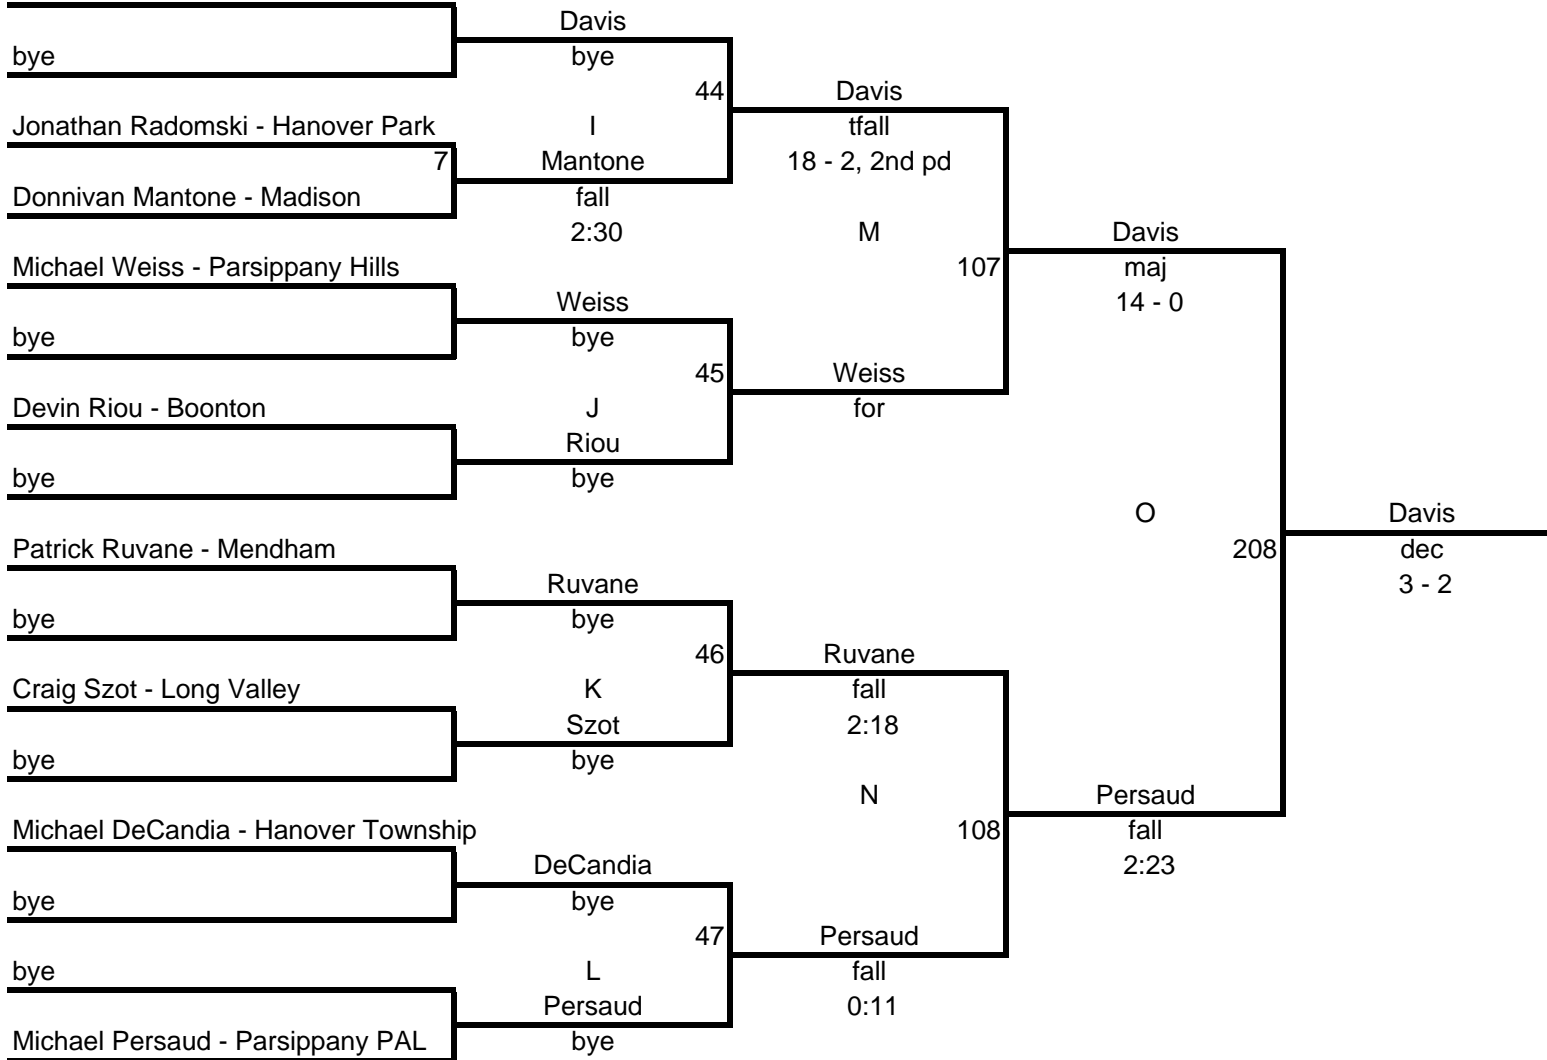 Davis
bye
bye
44
Davis
Jonathan Radomski - Hanover Park
I
tfall
7
Mantone
18 - 2, 2nd pd
Donnivan Mantone - Madison
fall
2:30
M
Davis
Michael Weiss - Parsippany Hills
107
maj
Weiss
14 - 0
bye
bye
45
Weiss
Devin Riou - Boonton
J
for
Riou
bye
bye
O
Davis
Patrick Ruvane - Mendham
208
dec
Ruvane
3 - 2
bye
bye
46
Ruvane
Craig Szot - Long Valley
K
fall
Szot
2:18
bye
bye
N
Persaud
Michael DeCandia - Hanover Township
108
fall
DeCandia
2:23
bye
bye
47
Persaud
bye
L
fall
Persaud
0:11
Michael Persaud - Parsippany PAL
bye